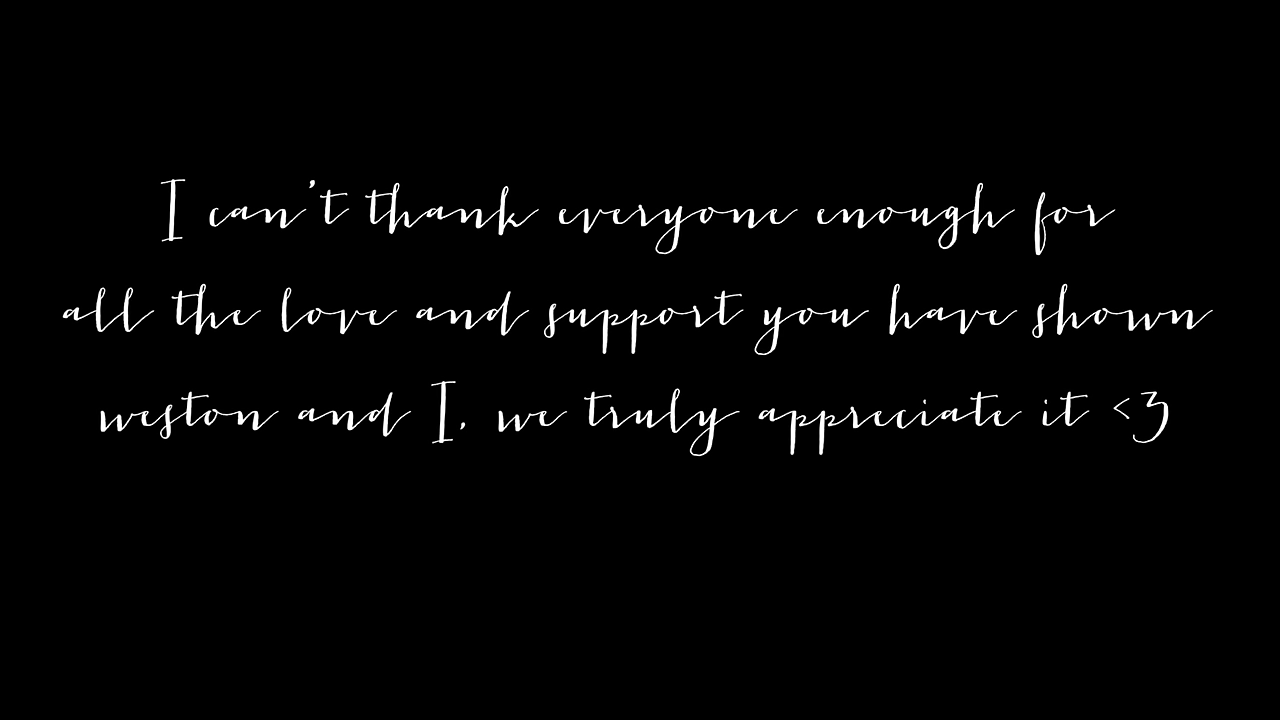 I can't thank everyone enough for
all the love and support you have shown
weston and I, we truly appreciate it <3